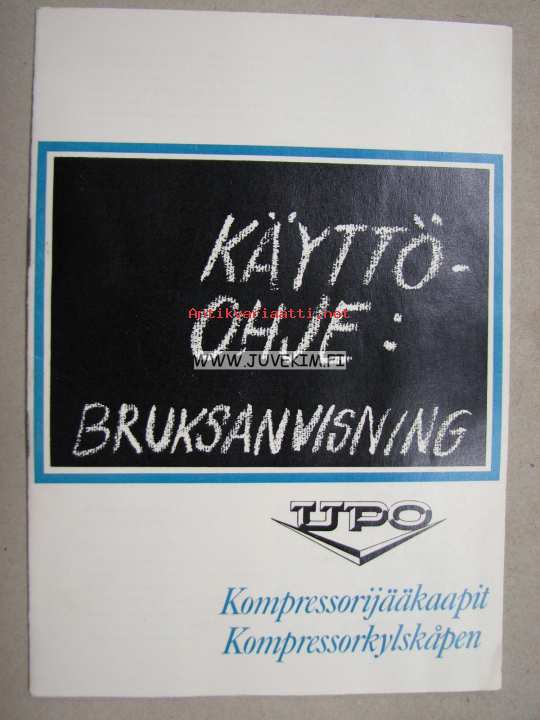 KÄYTTÖ-
OHJE:
Antikvariaatti.net
WWW.JUVEKIM.FI
BRUKSANVISNING
UPO
Kompressorijääkaapit
Kompressorkylskåpen